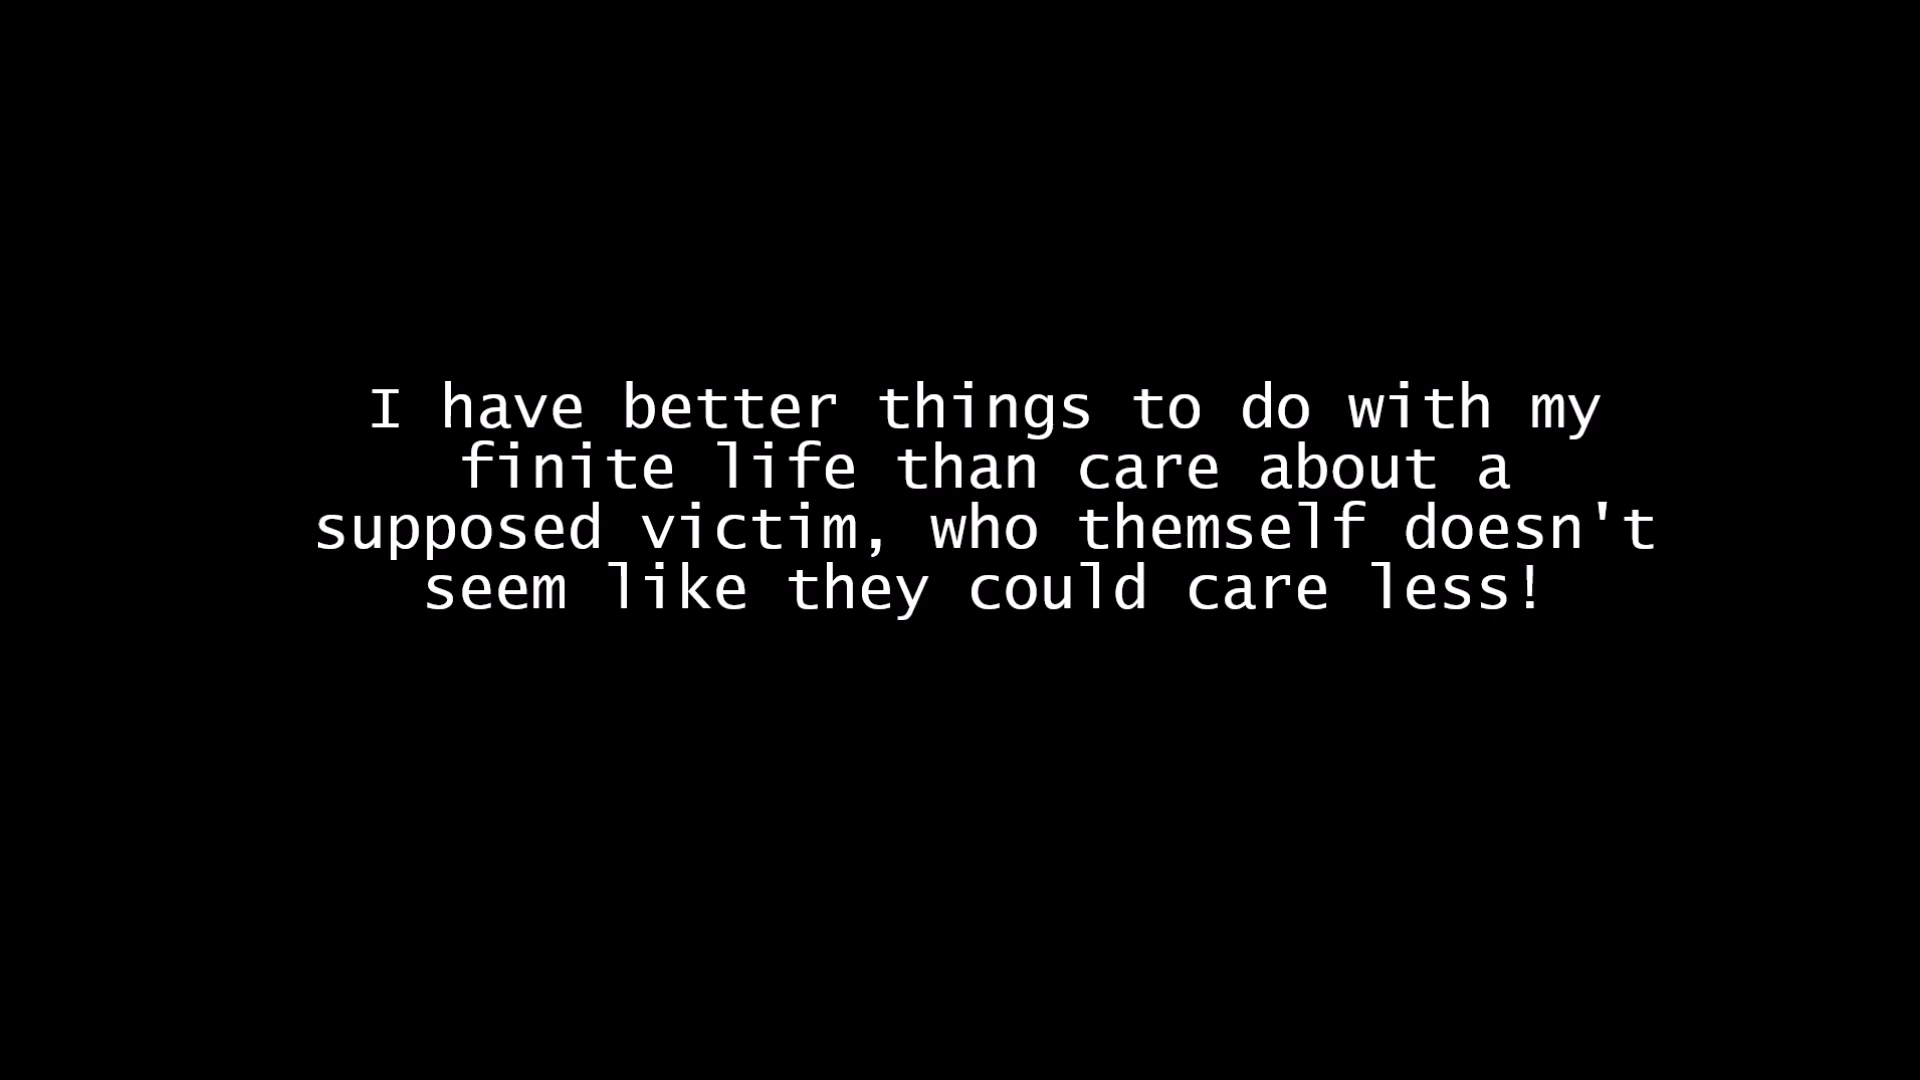 I have better things to do with my
finite life than care about a
supposed victim, who themself doesn't
seem like they could care less!